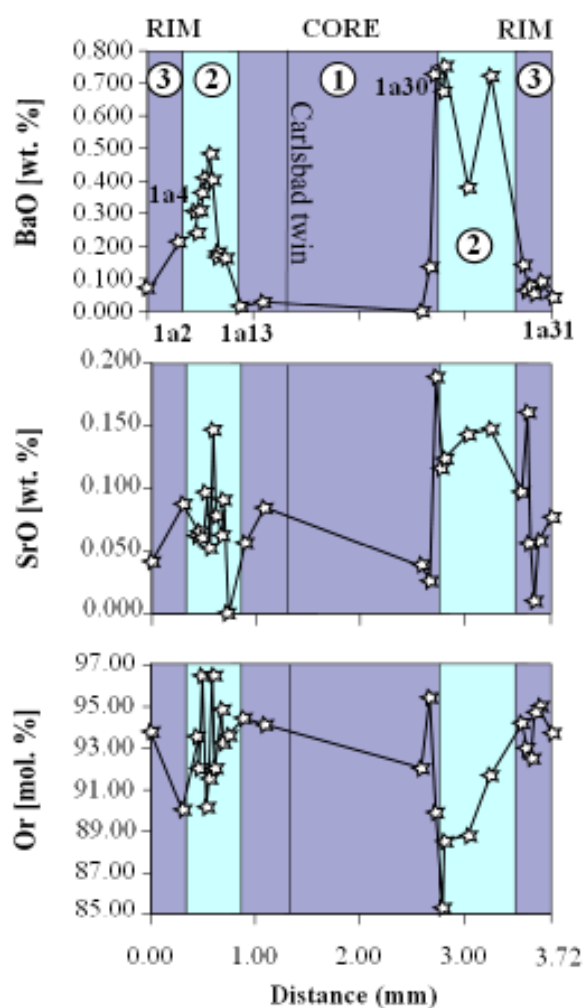 RIM CORE RIM
BaO [wt. %]
0.800
0.700
0.600
0.500
0.400
0.300
0.200
0.100
0.000
3 2 1 1a30 3
1a4
Carlsbad twin
2
1a2 1a13 1a31
SrO [wt. %]
0.200
0.150
0.100
0.050
0.000
Or [mol. %]
97.00
95.00
93.00
91.00
89.00
87.00
85.00
0.00 1.00 2.00 3.00 3.72
Distance (mm)